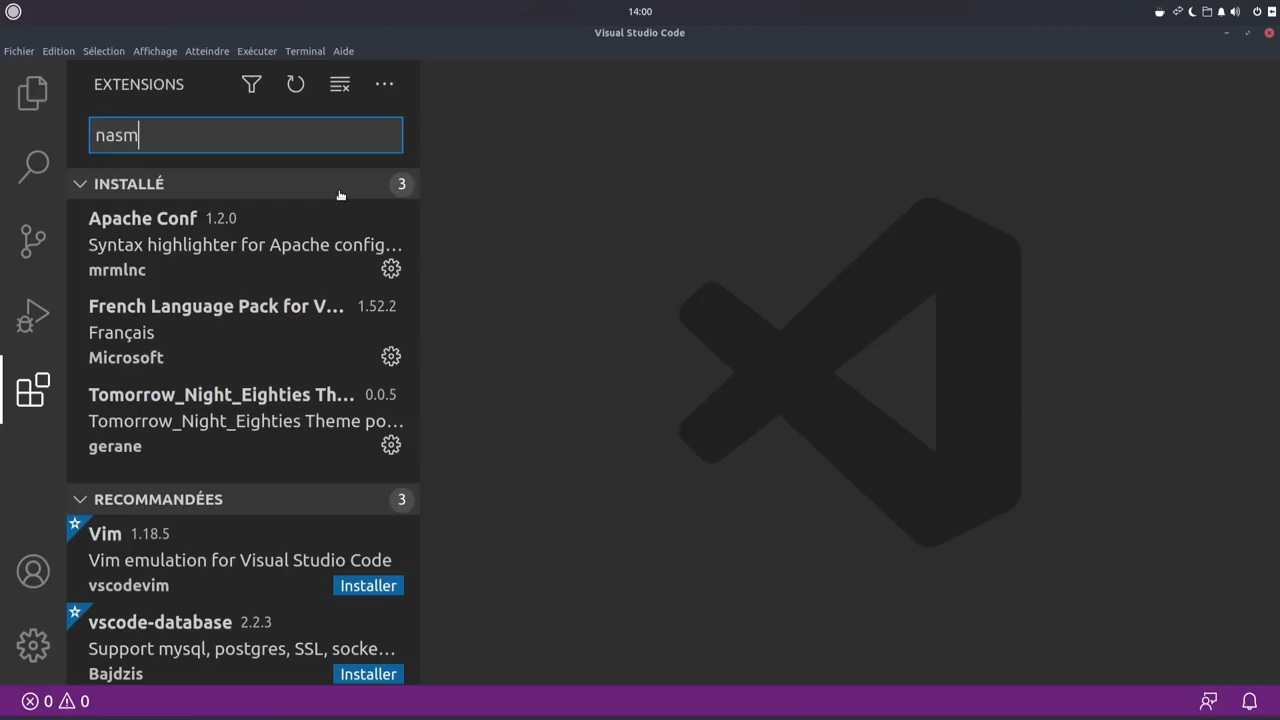 14:00
Visual Studio Code
Fichier Edition Sélection Affichage Atteindre Exécuter Terminal Aide
EXTENSIONS
nasm
INSTALLÉ 3
Apache Conf 1.2.0
Syntax highlighter for Apache config...
mrmlnc
French Language Pack for V... 1.52.2
Français
Microsoft
Tomorrow_Night_Eighties Th... 0.0.5
Tomorrow_Night_Eighties Theme po...
gerane
RECOMMANDÉES 3
Vim 1.18.5
Vim emulation for Visual Studio Code
vscodevim Installer
vscode-database 2.2.3
Support mysql, postgres, SSL, socke...
Bajdzis Installer
0 0